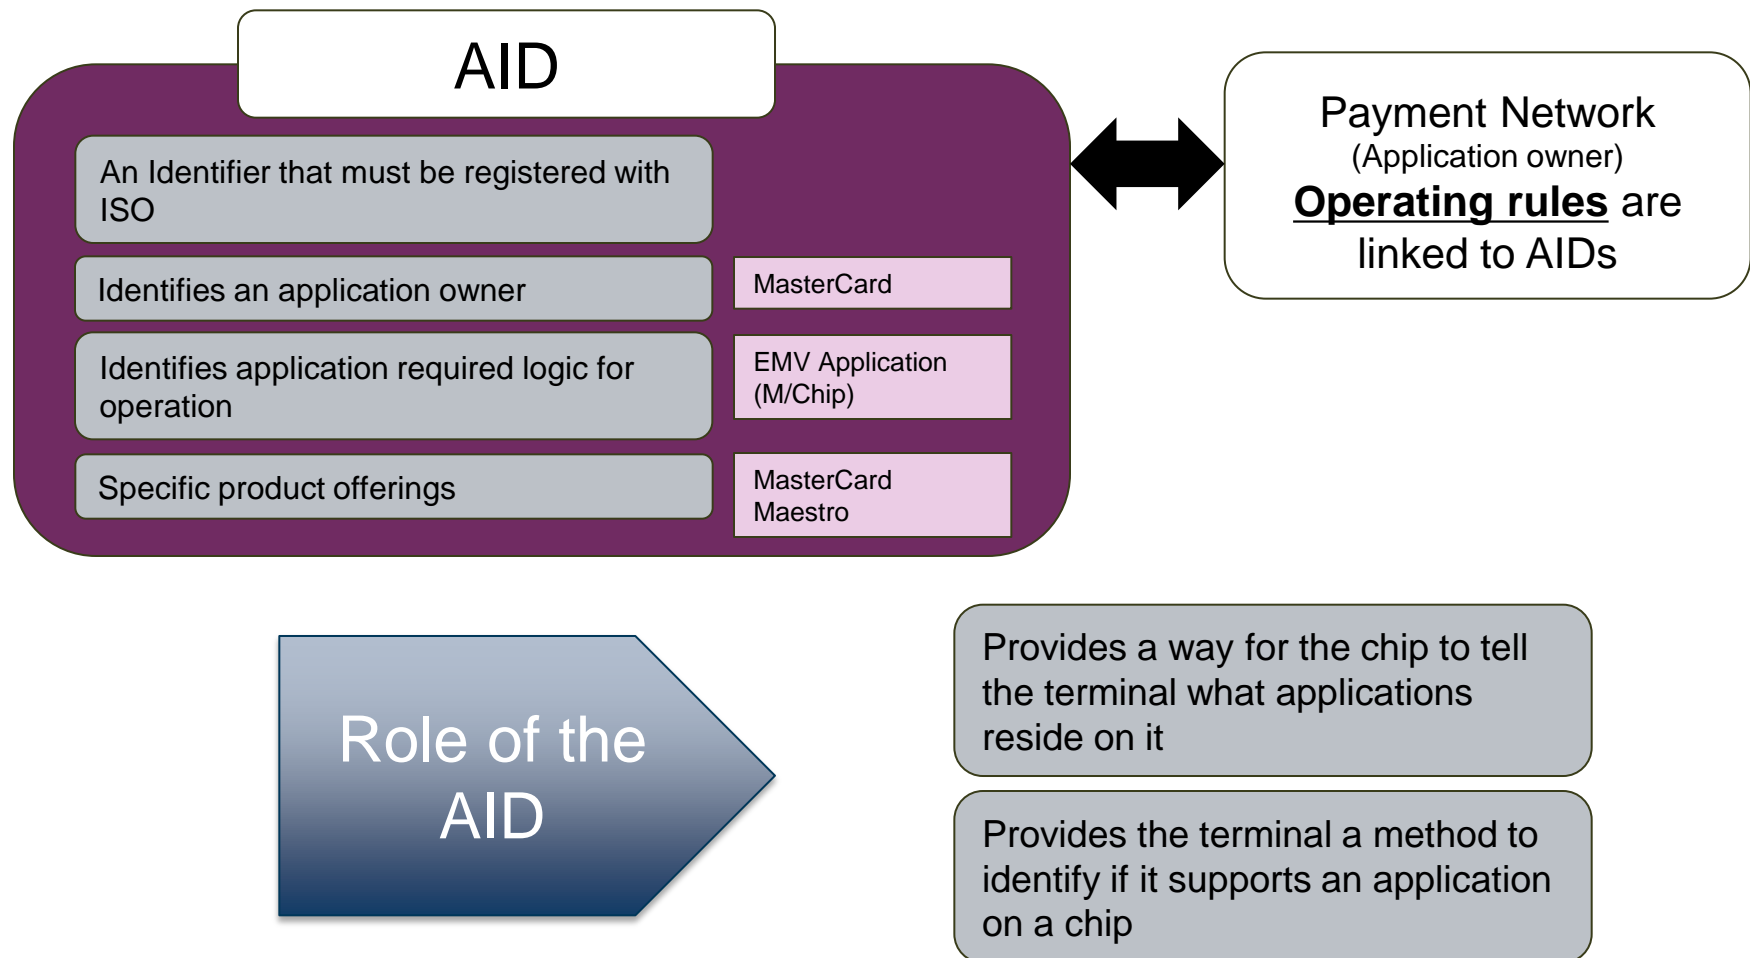 AID
An Identifier that must be registered with
ISO
Identifies an application owner
MasterCard
Identifies application required logic for
operation
EMV Application
(M/Chip)
Specific product offerings
MasterCard
Maestro
Payment Network
(Application owner)
Operating rules are
linked to AIDs
Role of the
AID
Provides a way for the chip to tell
the terminal what applications
reside on it
Provides the terminal a method to
identify if it supports an application
on a chip